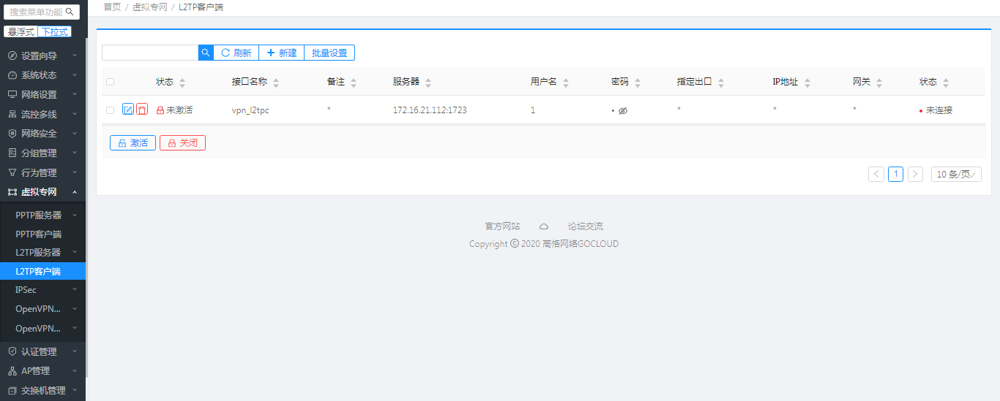 搜索菜单功能
悬浮式 下拉式
设置向导
系统状态
网络设置
流控多线
网络安全
分组管理
行为管理
虚拟专网
PPTP服务器
PPTP客户端
L2TP服务器
L2TP客户端
IPSec
OpenVPN...
OpenVPN...
认证管理
AP管理
交换机管理
首页 / 虚拟专网 / L2TP客户端
刷新 新建 批量设置
状态 接口名称 备注 服务器 用户名 密码 指定出口 IP地址 网关 状态
未激活 vpn_l2tpc * 172.16.21.112:1723 1 • * * * 未连接
激活 关闭
1 10 条/页
官方网站 论坛交流
Copyright © 2020 高恪网络GOCLOUD